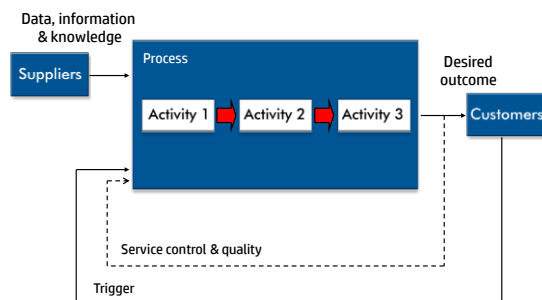 Data, information
& knowledge
Suppliers
Process
Activity 1
Activity 2
Activity 3
Desired
outcome
Customers
Service control & quality
Trigger